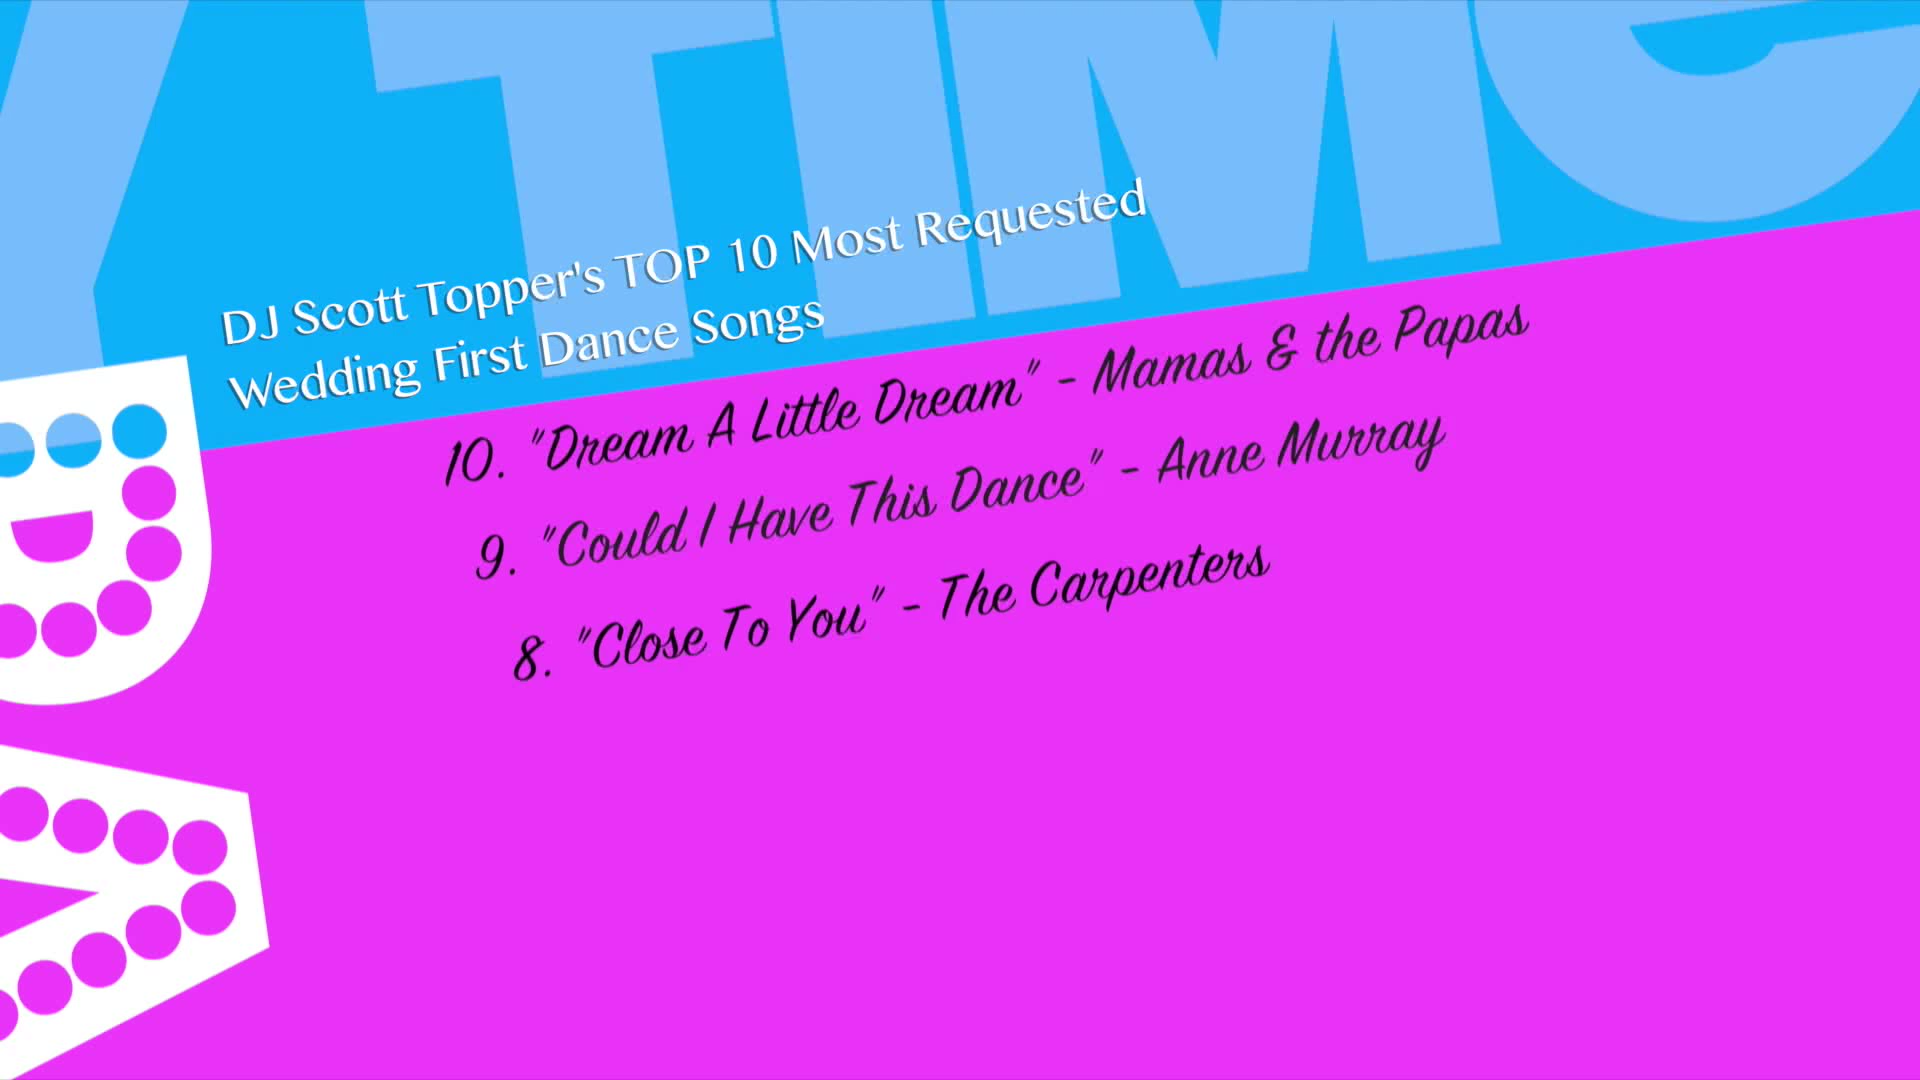 Y TIME
DJ Scott Topper's TOP 10 Most Requested
Wedding First Dance Songs
10. "Dream A Little Dream" - Mamas & the Papas
9. "Could I Have This Dance" - Anne Murray
8. "Close To You" - The Carpenters